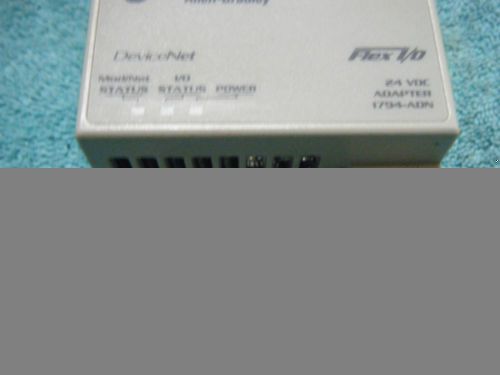 Allen-Bradley
DeviceNet
Flex I/O
Mod/Net I/O
STATUS STATUS POWER
24 VDC
ADAPTER
1794-ADN